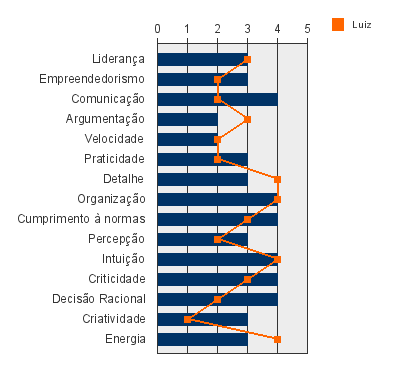 Luiz
0 1 2 3 4 5
Liderança
Empreendedorismo
Comunicação
Argumentação
Velocidade
Praticidade
Detalhe
Organização
Cumprimento à normas
Percepção
Intuição
Criticidade
Decisão Racional
Criatividade
Energia